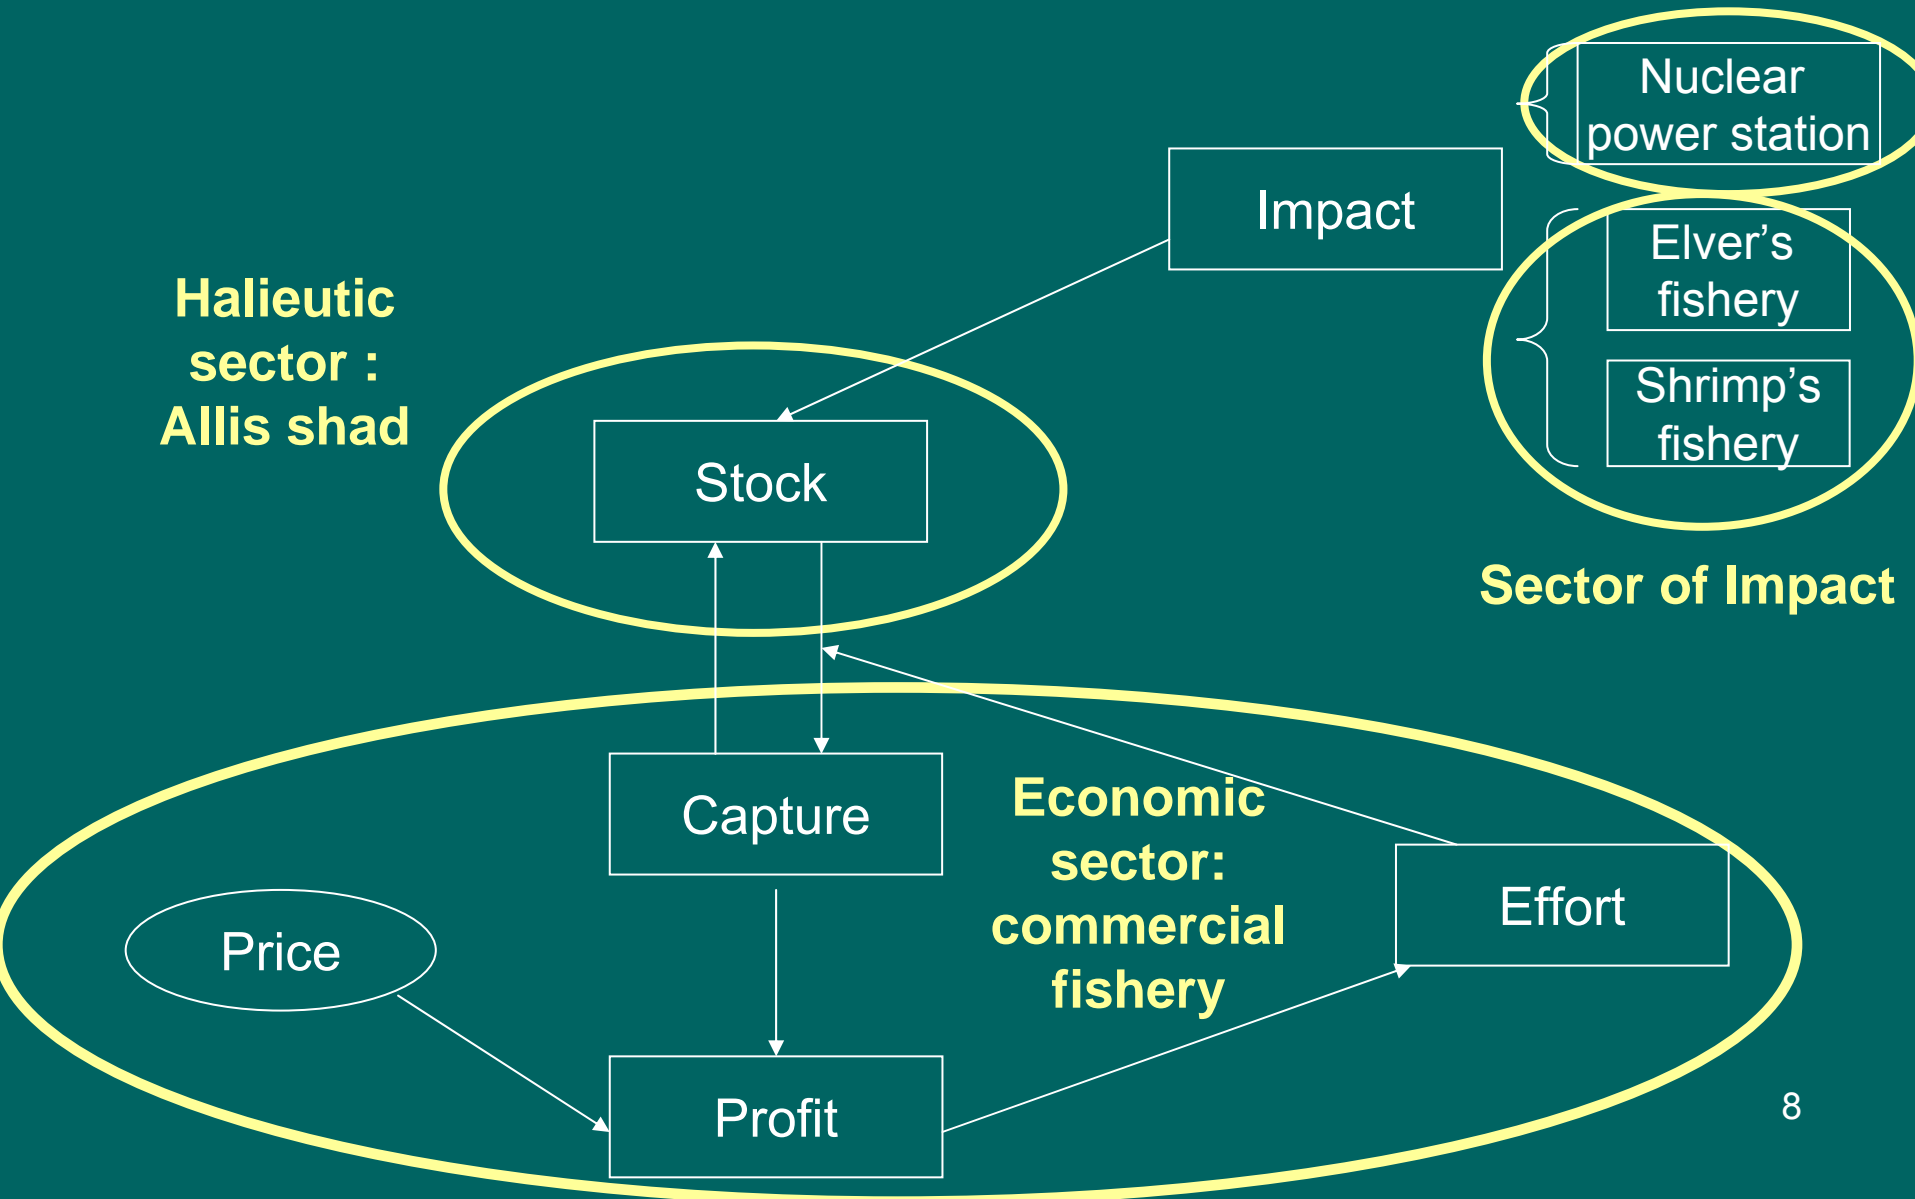 Nuclear
power station
Impact
Elver's
fishery
Halieutic
sector :
Allis shad
Shrimp's
fishery
Stock
Sector of Impact
Capture
Economic
sector:
commercial
fishery
Effort
Price
Profit
8